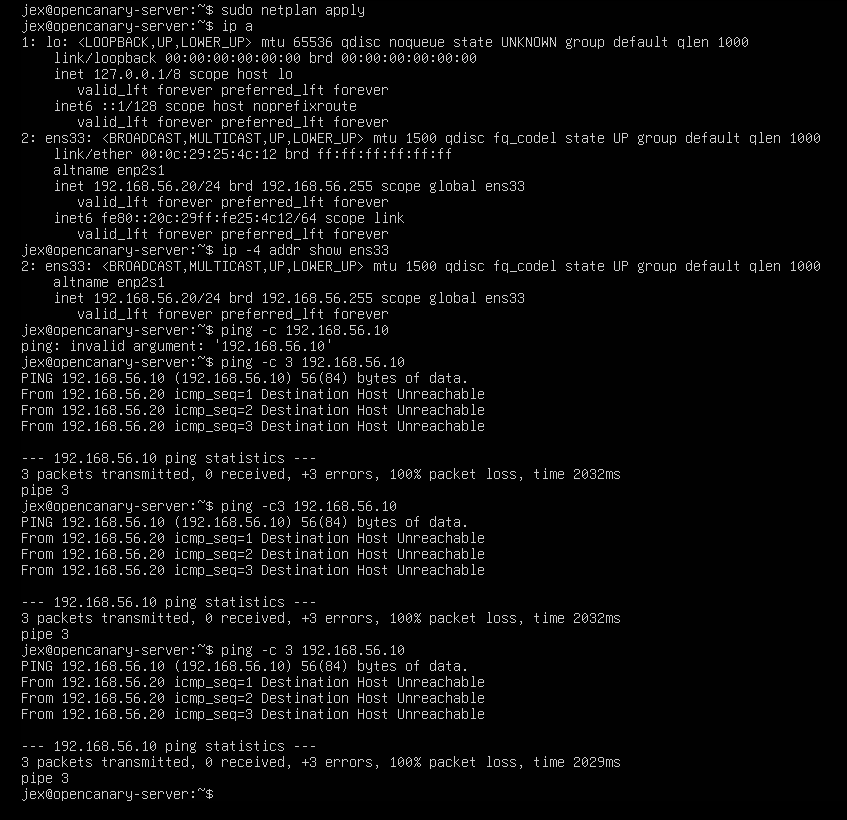 jex@opencanary-server:~$ sudo netplan apply
jex@opencanary-server:~$ ip a
1: lo: <LOOPBACK,UP,LOWER_UP> mtu 65536 qdisc noqueue state UNKNOWN group default qlen 1000
    link/loopback 00:00:00:00:00:00 brd 00:00:00:00:00:00
    inet 127.0.0.1/8 scope host lo
       valid_lft forever preferred_lft forever
    inet6 ::1/128 scope host noprefixroute
       valid_lft forever preferred_lft forever
2: ens33: <BROADCAST,MULTICAST,UP,LOWER_UP> mtu 1500 qdisc fq_codel state UP group default qlen 1000
    link/ether 00:0c:29:25:4c:12 brd ff:ff:ff:ff:ff:ff
    altname enp2s1
    inet 192.168.56.20/24 brd 192.168.56.255 scope global ens33
       valid_lft forever preferred_lft forever
    inet6 fe80::20c:29ff:fe25:4c12/64 scope link
       valid_lft forever preferred_lft forever
jex@opencanary-server:~$ ip -4 addr show ens33
2: ens33: <BROADCAST,MULTICAST,UP,LOWER_UP> mtu 1500 qdisc fq_codel state UP group default qlen 1000
    altname enp2s1
    inet 192.168.56.20/24 brd 192.168.56.255 scope global ens33
       valid_lft forever preferred_lft forever
jex@opencanary-server:~$ ping -c 192.168.56.10
ping: invalid argument: '192.168.56.10'
jex@opencanary-server:~$ ping -c 3 192.168.56.10
PING 192.168.56.10 (192.168.56.10) 56(84) bytes of data.
From 192.168.56.20 icmp_seq=1 Destination Host Unreachable
From 192.168.56.20 icmp_seq=2 Destination Host Unreachable
From 192.168.56.20 icmp_seq=3 Destination Host Unreachable

--- 192.168.56.10 ping statistics ---
3 packets transmitted, 0 received, +3 errors, 100% packet loss, time 2032ms
pipe 3
jex@opencanary-server:~$ ping -c3 192.168.56.10
PING 192.168.56.10 (192.168.56.10) 56(84) bytes of data.
From 192.168.56.20 icmp_seq=1 Destination Host Unreachable
From 192.168.56.20 icmp_seq=2 Destination Host Unreachable
From 192.168.56.20 icmp_seq=3 Destination Host Unreachable

--- 192.168.56.10 ping statistics ---
3 packets transmitted, 0 received, +3 errors, 100% packet loss, time 2032ms
pipe 3
jex@opencanary-server:~$ ping -c 3 192.168.56.10
PING 192.168.56.10 (192.168.56.10) 56(84) bytes of data.
From 192.168.56.20 icmp_seq=1 Destination Host Unreachable
From 192.168.56.20 icmp_seq=2 Destination Host Unreachable
From 192.168.56.20 icmp_seq=3 Destination Host Unreachable

--- 192.168.56.10 ping statistics ---
3 packets transmitted, 0 received, +3 errors, 100% packet loss, time 2029ms
pipe 3
jex@opencanary-server:~$